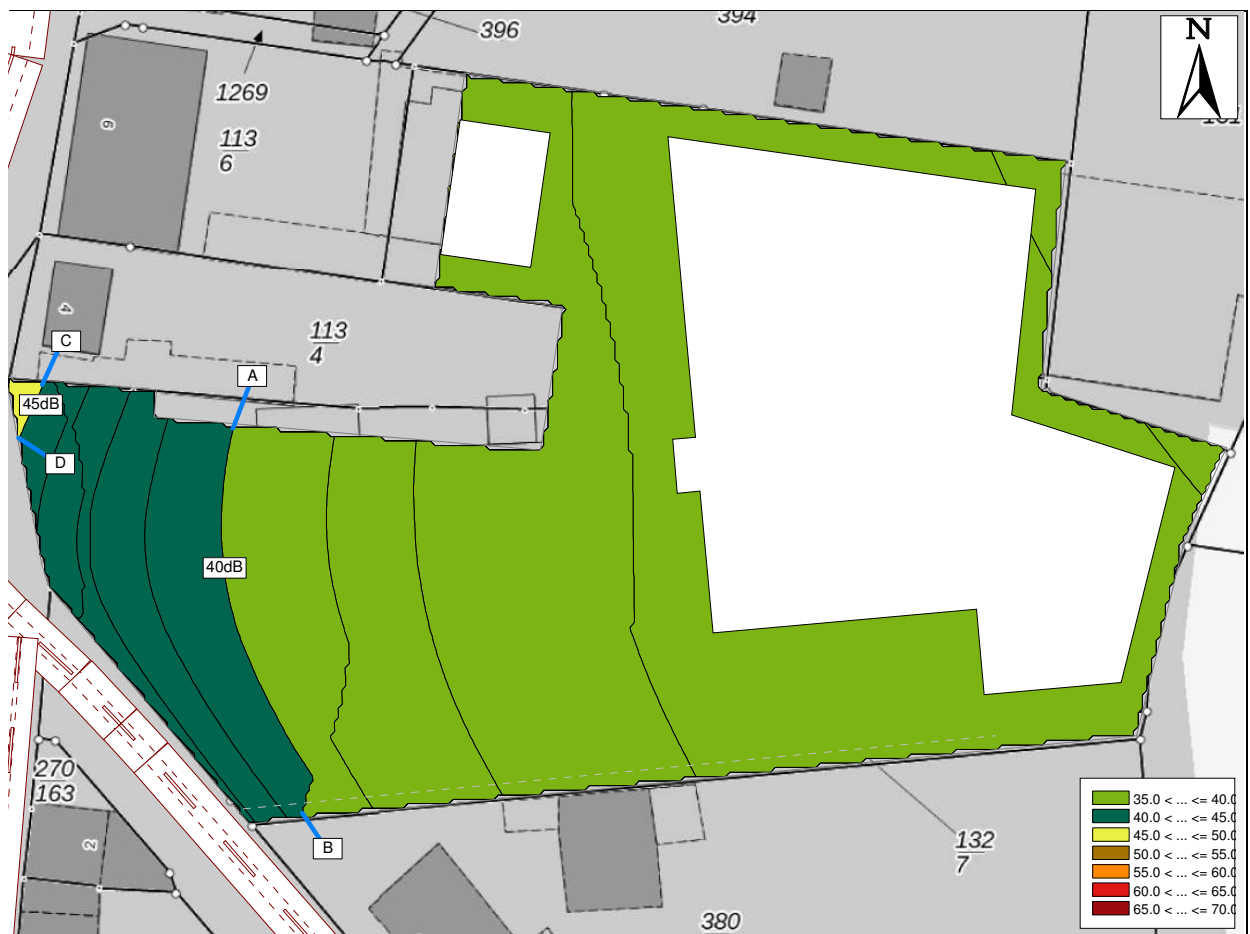 394
396
N
1269
113
6
6
4
113
4
C
A
45dB
D
40dB
270
163
2
B
132
7
380
35.0 < ... <= 40.0
40.0 < ... <= 45.0
45.0 < ... <= 50.0
50.0 < ... <= 55.0
55.0 < ... <= 60.0
60.0 < ... <= 65.0
65.0 < ... <= 70.0